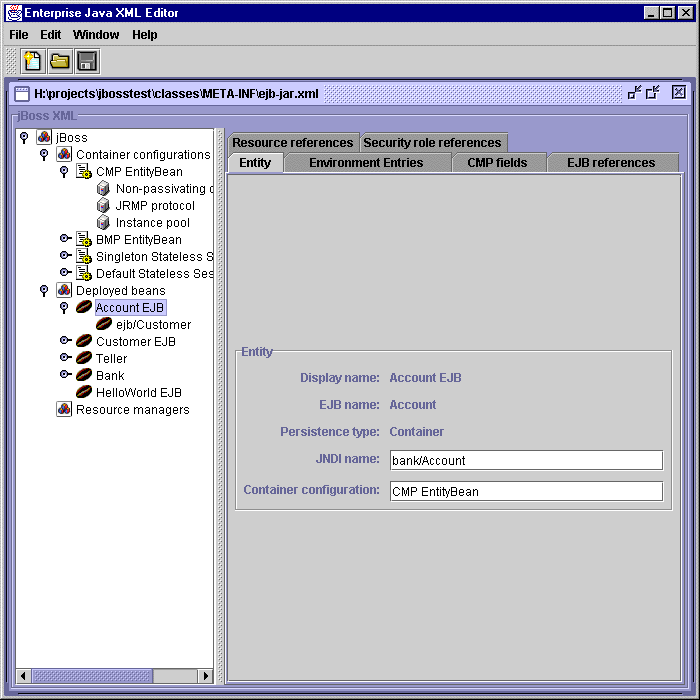 Enterprise Java XML Editor
File Edit Window Help
H:\projects\jbosstest\classes\META-INF\ejb-jar.xml
jBoss XML
jBoss
Container configurations
CMP EntityBean
Non-passivating
JRMP protocol
Instance pool
BMP EntityBean
Singleton Stateless S
Default Stateless Ses
Deployed beans
Account EJB
ejb/Customer
Customer EJB
Teller
Bank
HelloWorld EJB
Resource managers
Resource references Security role references
Entity Environment Entries CMP fields EJB references
Entity
Display name: Account EJB
EJB name: Account
Persistence type: Container
JNDI name: bank/Account
Container configuration: CMP EntityBean